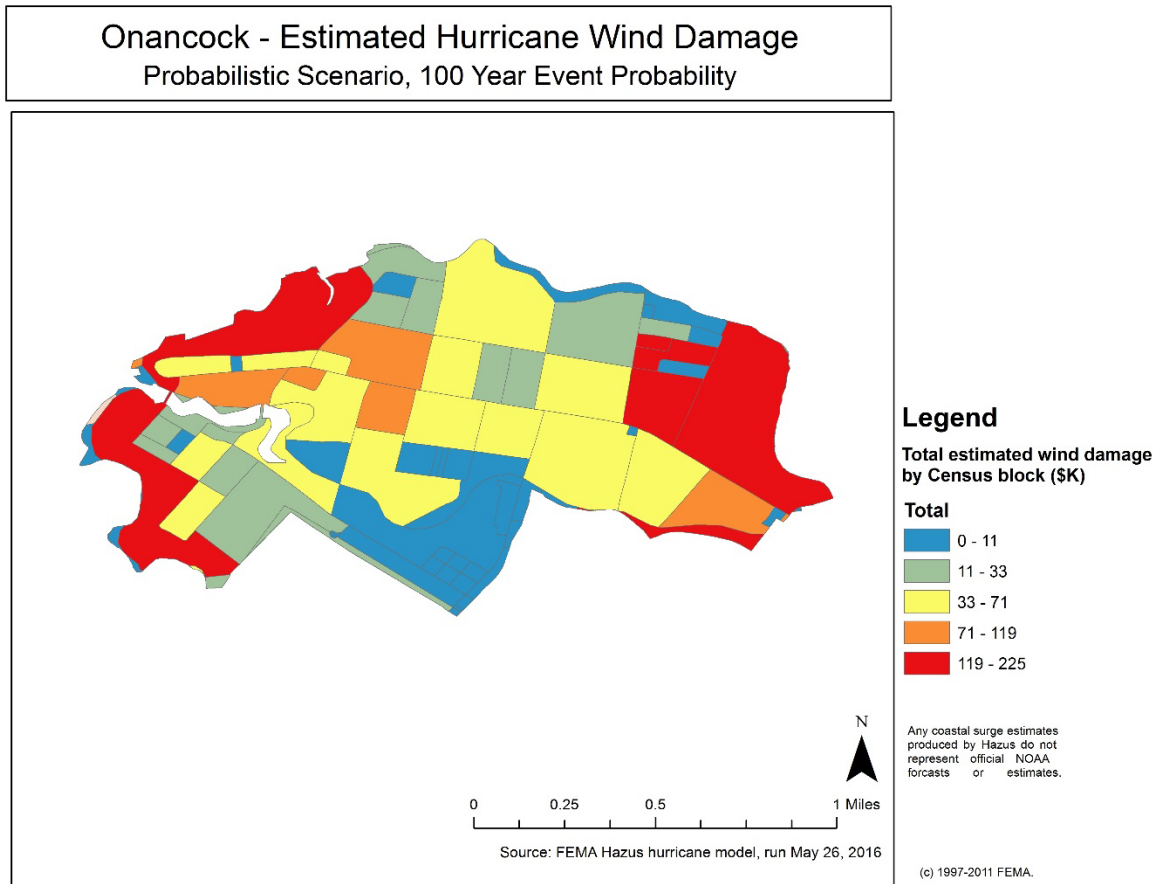 Onancock - Estimated Hurricane Wind Damage
Probabilistic Scenario, 100 Year Event Probability
Legend
Total estimated wind damage
by Census block ($K)
Total
0 - 11
11 - 33
33 - 71
71 - 119
119 - 225
Any coastal surge estimates
produced by Hazus do not
represent official NOAA
forcasts or estimates.
N
0 0.25 0.5 1 Miles
Source: FEMA Hazus hurricane model, run May 26, 2016
(c) 1997-2011 FEMA.